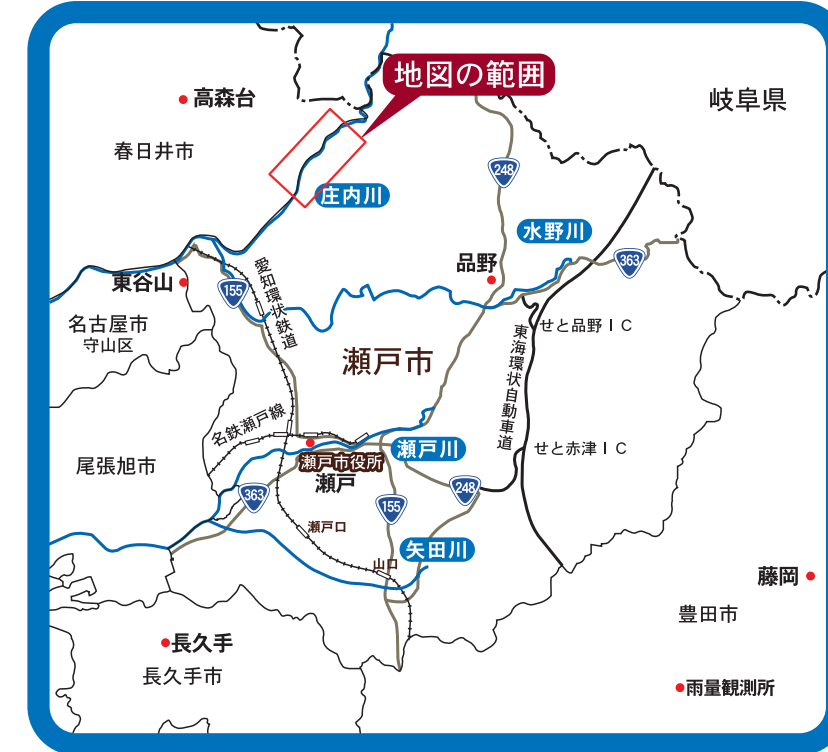 地図の範囲
高森台
岐阜県
春日井市
248
庄内川
水野川
品野
363
東谷山
155
愛知環状鉄道
名古屋市
守山区
せと品野ＩＣ
東海環状自動車道
瀬戸市
名鉄瀬戸線
瀬戸川
せと赤津ＩＣ
尾張旭市
瀬戸市役所
瀬戸
363
248
155
瀬戸口
矢田川
山口
藤岡
豊田市
長久手
長久手市
雨量観測所